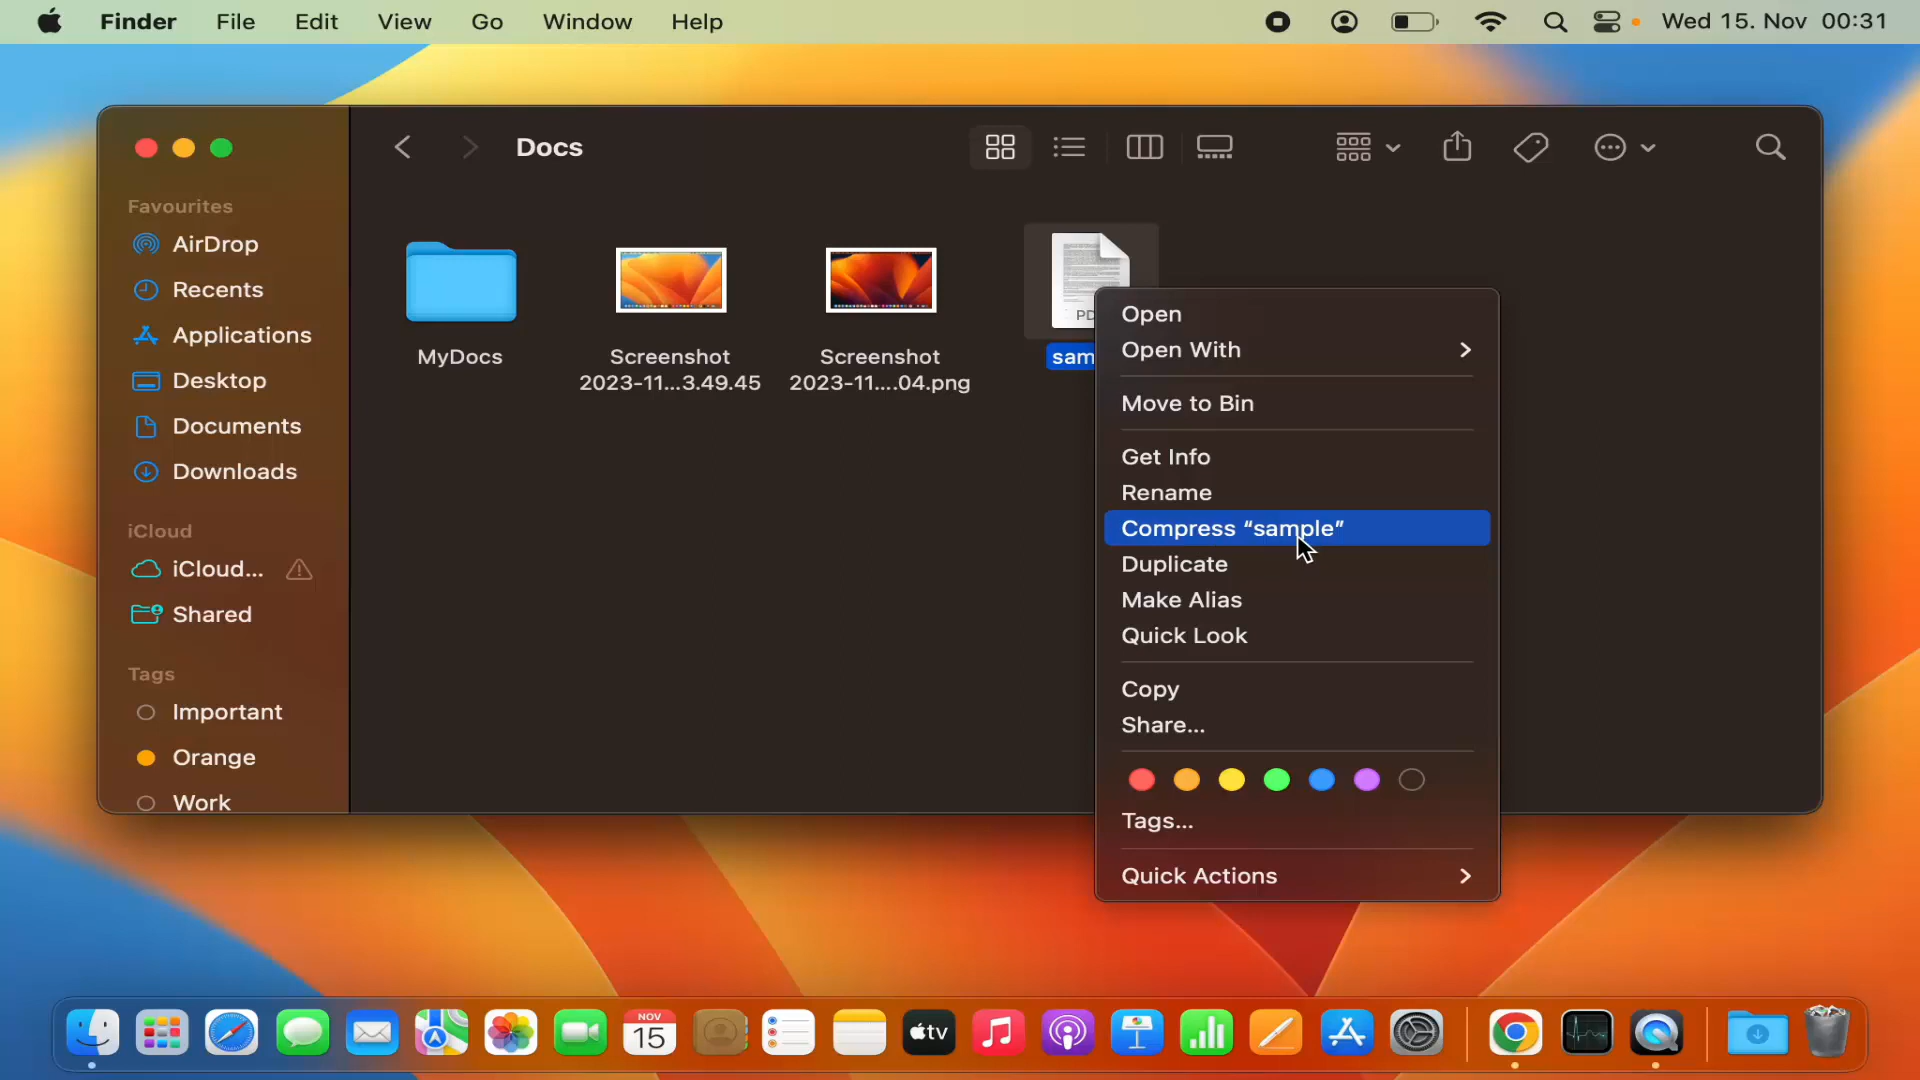 Finder File Edit View Go Window Help Wed 15. Nov 00:31
Docs
Favourites
AirDrop
Recents
Applications
Desktop
Documents
Downloads
iCloud
iCloud...
Shared
Tags
Important
Orange
Work
MyDocs
Screenshot
2023-11...3.49.45
Screenshot
2023-11....04.png
PD
sam
Open
Open With
Move to Bin
Get Info
Rename
Compress “sample”
Duplicate
Make Alias
Quick Look
Copy
Share...
Tags...
Quick Actions
NOV
15
tv